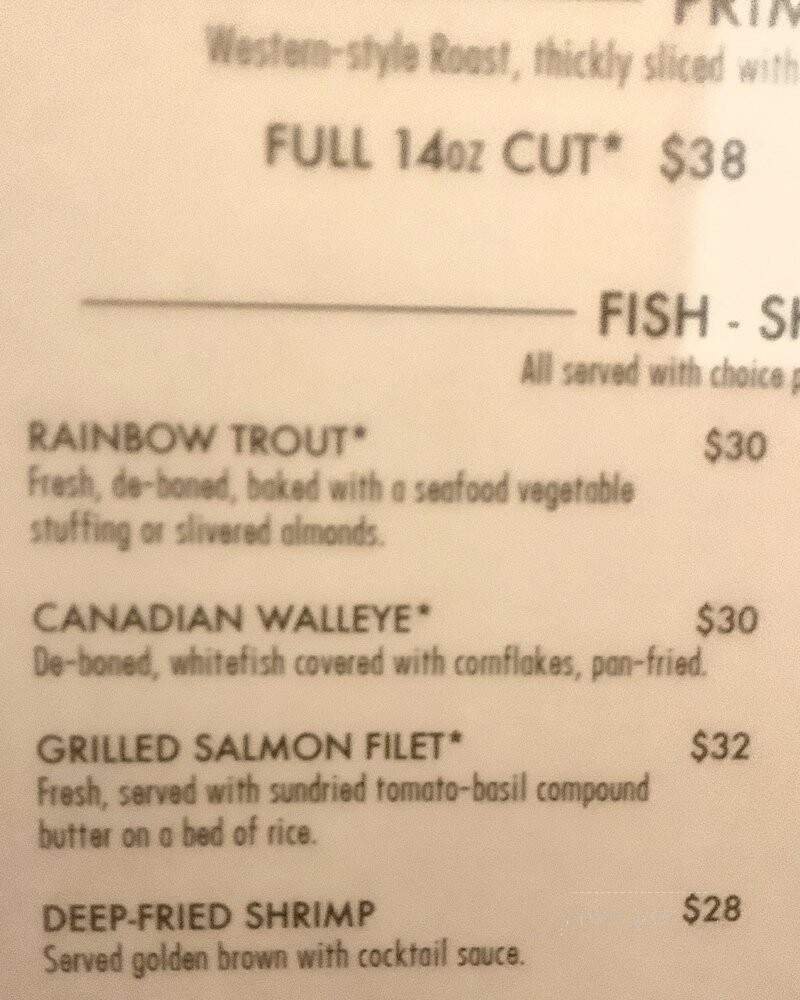 PRIM
Western-style Roast, thickly sliced with
FULL 14oz CUT* $38
FISH - SH
All served with choice p
RAINBOW TROUT* $30
Fresh, de-boned, baked with a seafood vegetable
stuffing or slivered almonds.
CANADIAN WALLEYE* $30
De-boned, whitefish covered with cornflakes, pan-fried.
GRILLED SALMON FILET* $32
Fresh, served with sundried tomato-basil compound
butter on a bed of rice.
DEEP-FRIED SHRIMP $28
Served golden brown with cocktail sauce.